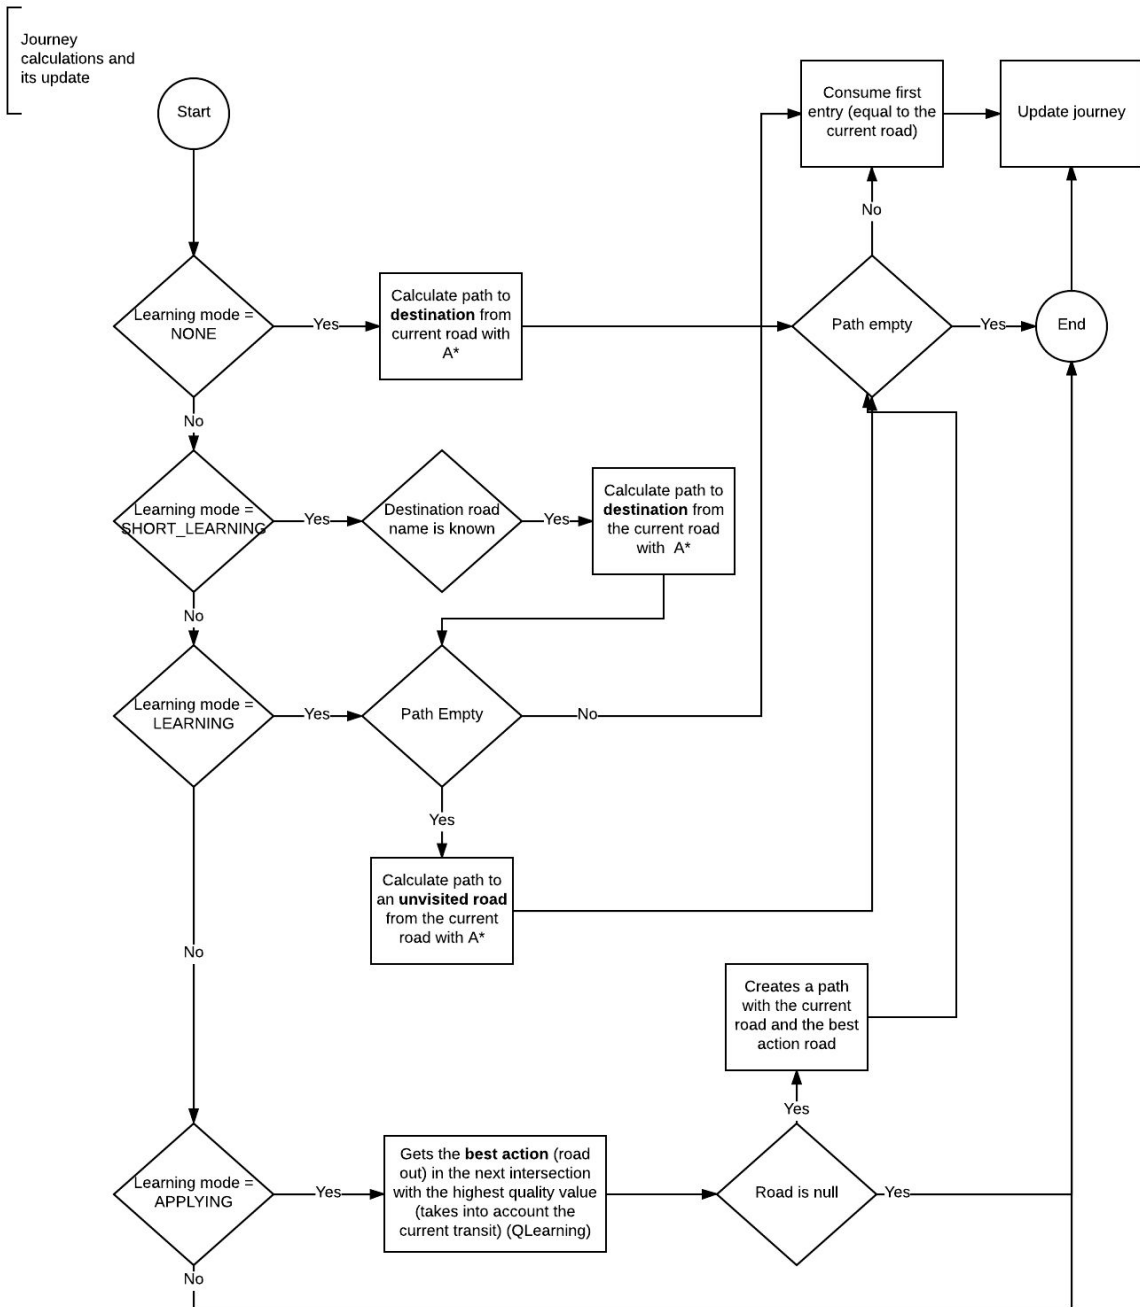 Journey
calculations and
its update
Start
Consume first
entry (equal to the
current road)
Update journey
No
Learning mode =
NONE
Yes
Calculate path to
destination from
current road with
A*
Path empty
Yes
End
No
Learning mode =
SHORT_LEARNING
Yes
Destination road
name is known
Yes
Calculate path to
destination from
the current road
with A*
No
Learning mode =
LEARNING
Yes
Path Empty
No
Yes
Calculate path to
an unvisited road
from the current
road with A*
No
Creates a path
with the current
road and the best
action road
Yes
Learning mode =
APPLYING
Yes
Gets the best action (road
out) in the next intersection
with the highest quality value
(takes into account the
current transit) (QLearning)
Road is null
Yes
No